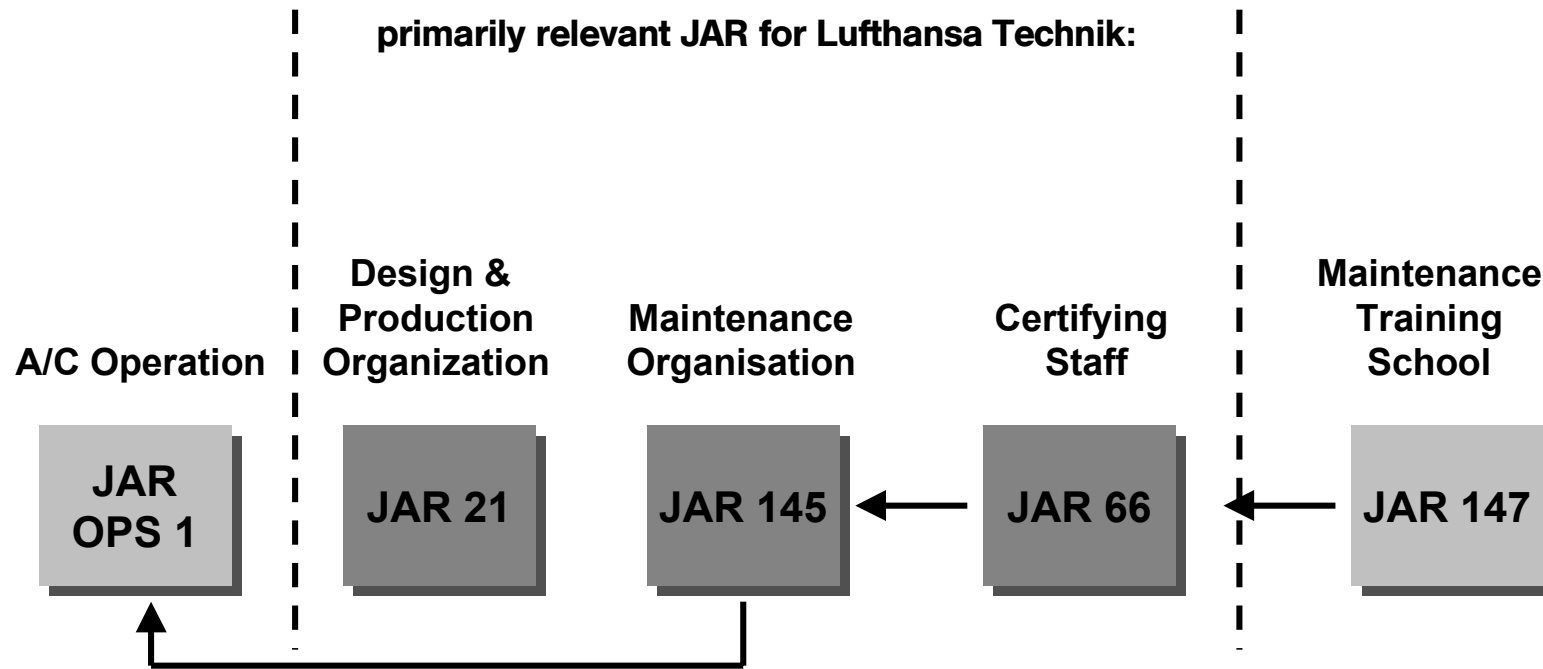 primarily relevant JAR for Lufthansa Technik:
A/C Operation
Design &
Production
Organization
Maintenance
Organisation
Certifying
Staff
Maintenance
Training
School
JAR
OPS 1
JAR 21
JAR 145
JAR 66
JAR 147